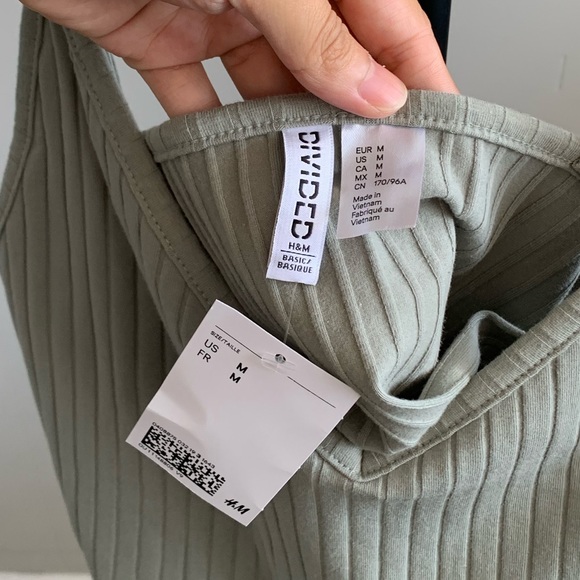 DIVIDED
H&M
BASIC/
BASIQUE
EUR M
US M
CA M
MX M
CN 170/96A
Made in
Vietnam
Fabriqué au
Vietnam
SIZE/TAILLE
US M
FR M
H&M